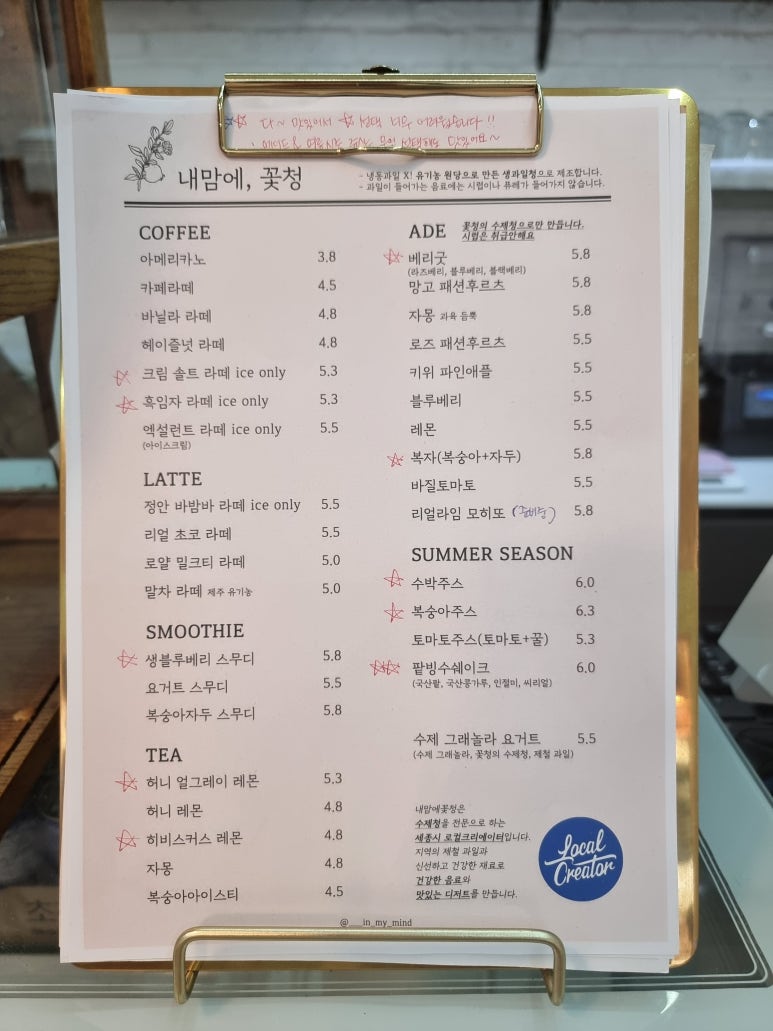 ☆☆ 다~ 맛있어서 ☆ 선택 너무 어려웠습니다!!
맛있어요~
내맘에, 꽃청
- 냉동과일 X! 유기농 원당으로 만든 생과일청으로 제조합니다.
- 과일이 들어가는 음료에는 시럽이나 퓨레가 들어가지 않습니다.
COFFEE
아메리카노 3.8
카페라떼 4.5
바닐라 라떼 4.8
헤이즐넛 라떼 4.8
☆ 크림 솔트 라떼 ice only 5.3
☆ 흑임자 라떼 ice only 5.3
엑설런트 라떼 ice only 5.5
(아이스크림)
LATTE
정안 바밤바 라떼 ice only 5.5
리얼 초코 라떼 5.5
로얄 밀크티 라떼 5.0
말차 라떼 제주 유기농 5.0
SMOOTHIE
☆ 생블루베리 스무디 5.8
요거트 스무디 5.5
복숭아자두 스무디 5.8
TEA
☆ 허니 얼그레이 레몬 5.3
허니 레몬 4.8
☆ 히비스커스 레몬 4.8
자몽 4.8
복숭아아이스티 4.5
ADE 꽃청의 수제청으로만 만듭니다.
시럽은 취급안해요
☆ 베리굿 5.8
(라즈베리, 블루베리, 블랙베리)
망고 패션후르츠 5.8
자몽 과육 듬뿍 5.8
로즈 패션후르츠 5.5
키위 파인애플 5.5
블루베리 5.5
레몬 5.5
☆ 복자(복숭아+자두) 5.8
바질토마토 5.5
리얼라임 모히또 (준비중) 5.8
SUMMER SEASON
☆ 수박주스 6.0
☆ 복숭아주스 6.3
토마토주스(토마토+꿀) 5.3
☆☆ 팥빙수쉐이크 6.0
(국산팥, 국산콩가루, 인절미, 씨리얼)
수제 그래놀라 요거트 5.5
(수제 그래놀라, 꽃청의 수제청, 제철 과일)
내맘에꽃청은
수제청을 전문으로 하는
세종시 로컬크리에이터입니다.
지역의 제철 과일과
신선하고 건강한 재료로
건강한 음료와
맛있는 디저트를 만듭니다.
Local
Creator
@___in_my_mind